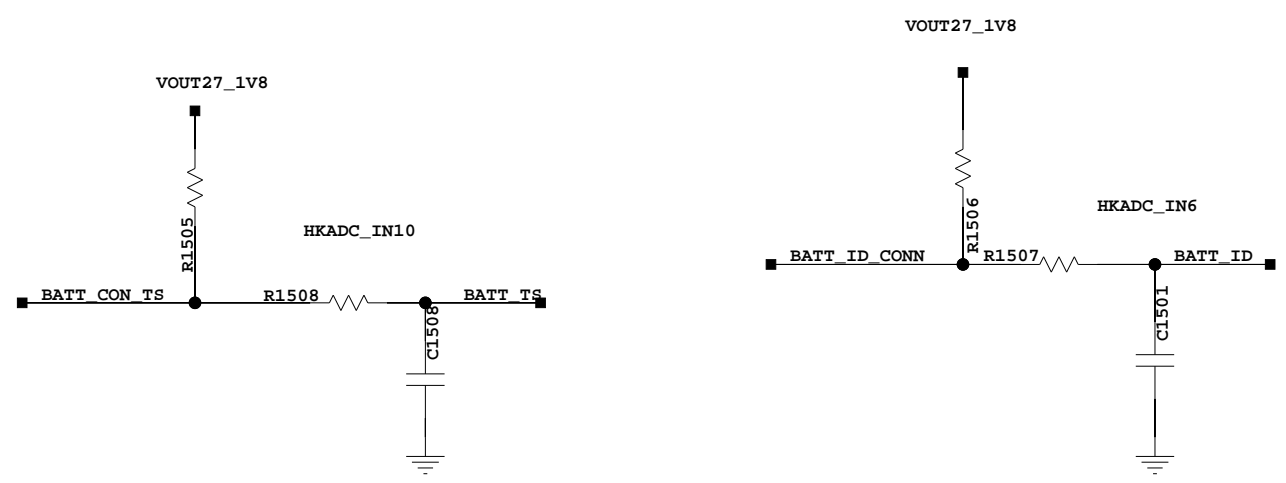 VOUT27_1V8
R1505
HKADC_IN10
BATT_CON_TS
R1508
BATT_TS
C1508
VOUT27_1V8
R1506
HKADC_IN6
BATT_ID_CONN
R1507
BATT_ID
C1501